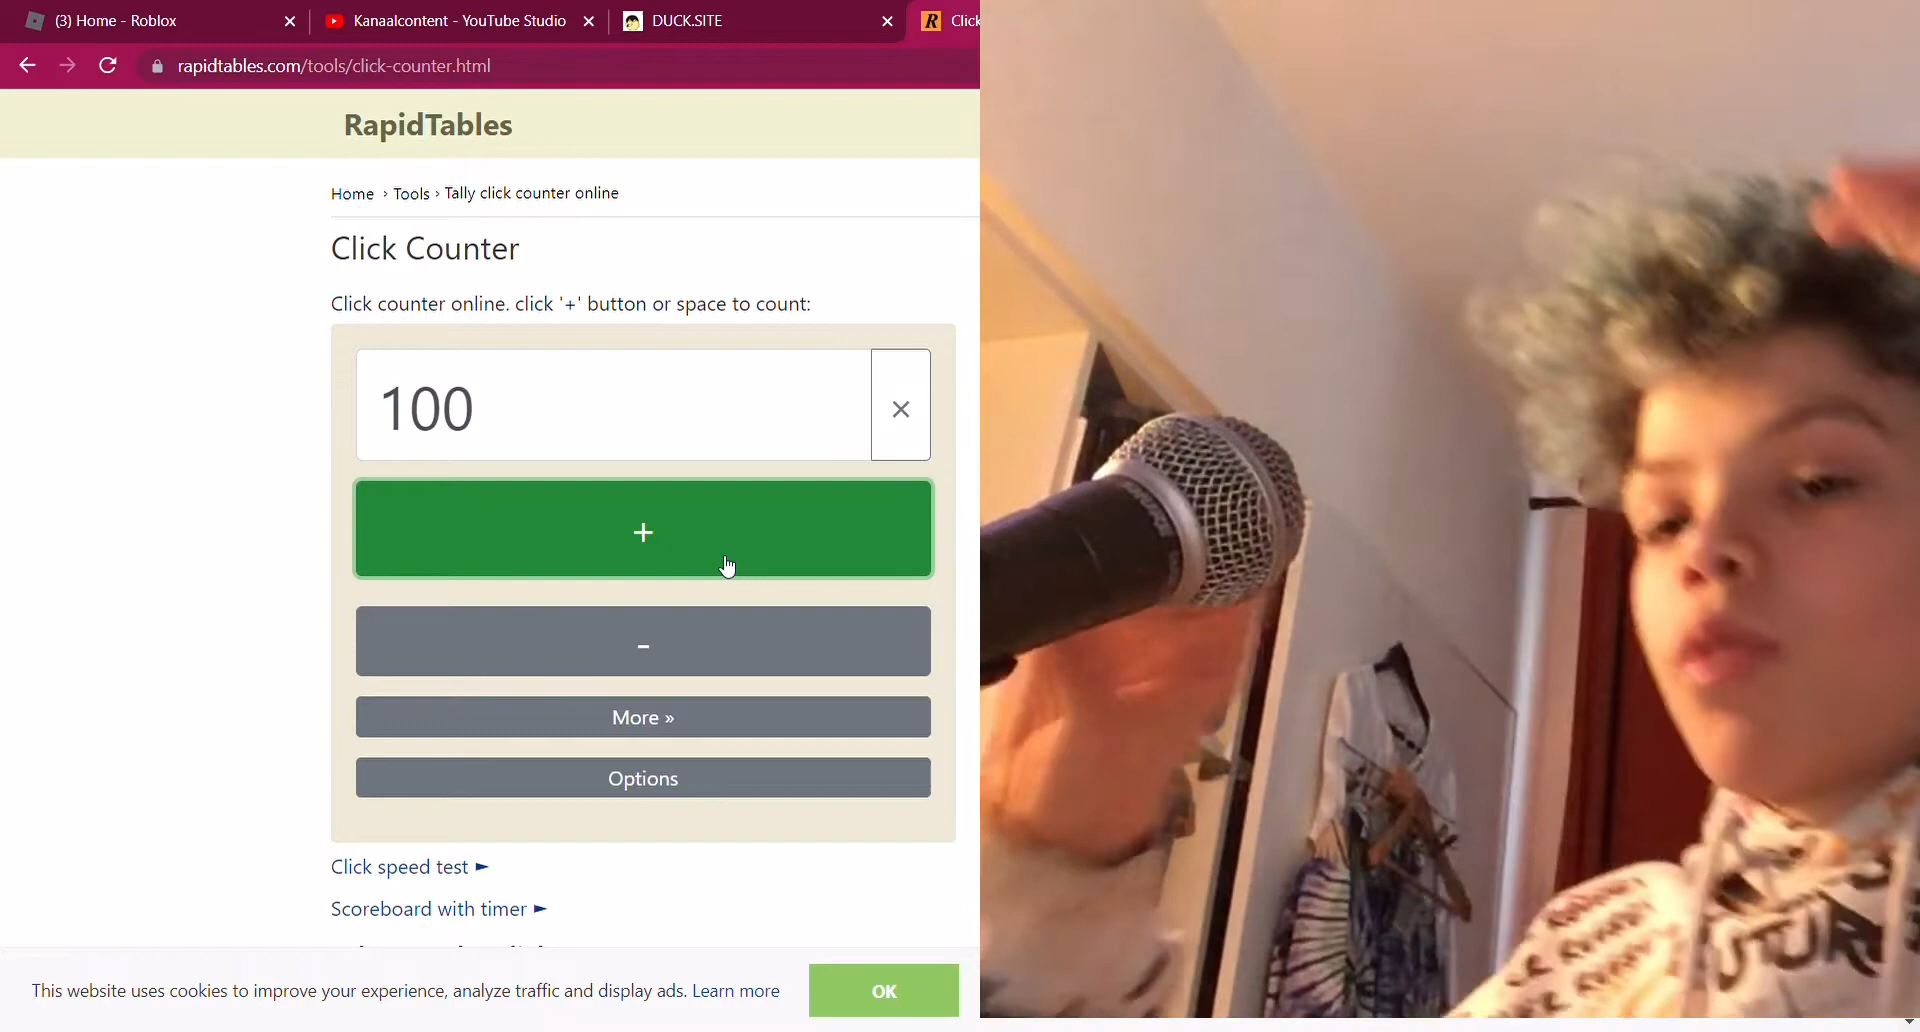 (3) Home - Roblox
Kanaalcontent - YouTube Studio
DUCK.SITE
R Click
rapidtables.com/tools/click-counter.html
RapidTables
Home › Tools › Tally click counter online
Click Counter
Click counter online. click '+' button or space to count:
100
+
-
More »
Options
Click speed test ►
Scoreboard with timer ►
This website uses cookies to improve your experience, analyze traffic and display ads. Learn more
OK